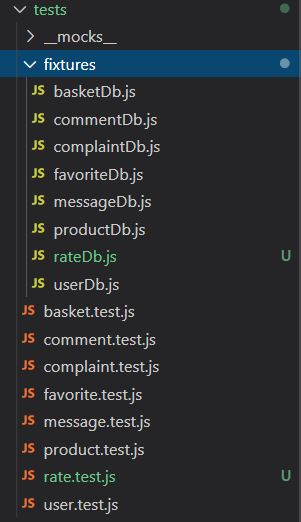 tests
__mocks__
fixtures
JS basketDb.js
JS commentDb.js
JS complaintDb.js
JS favoriteDb.js
JS messageDb.js
JS productDb.js
JS rateDb.js U
JS userDb.js
JS basket.test.js
JS comment.test.js
JS complaint.test.js
JS favorite.test.js
JS message.test.js
JS product.test.js
JS rate.test.js U
JS user.test.js